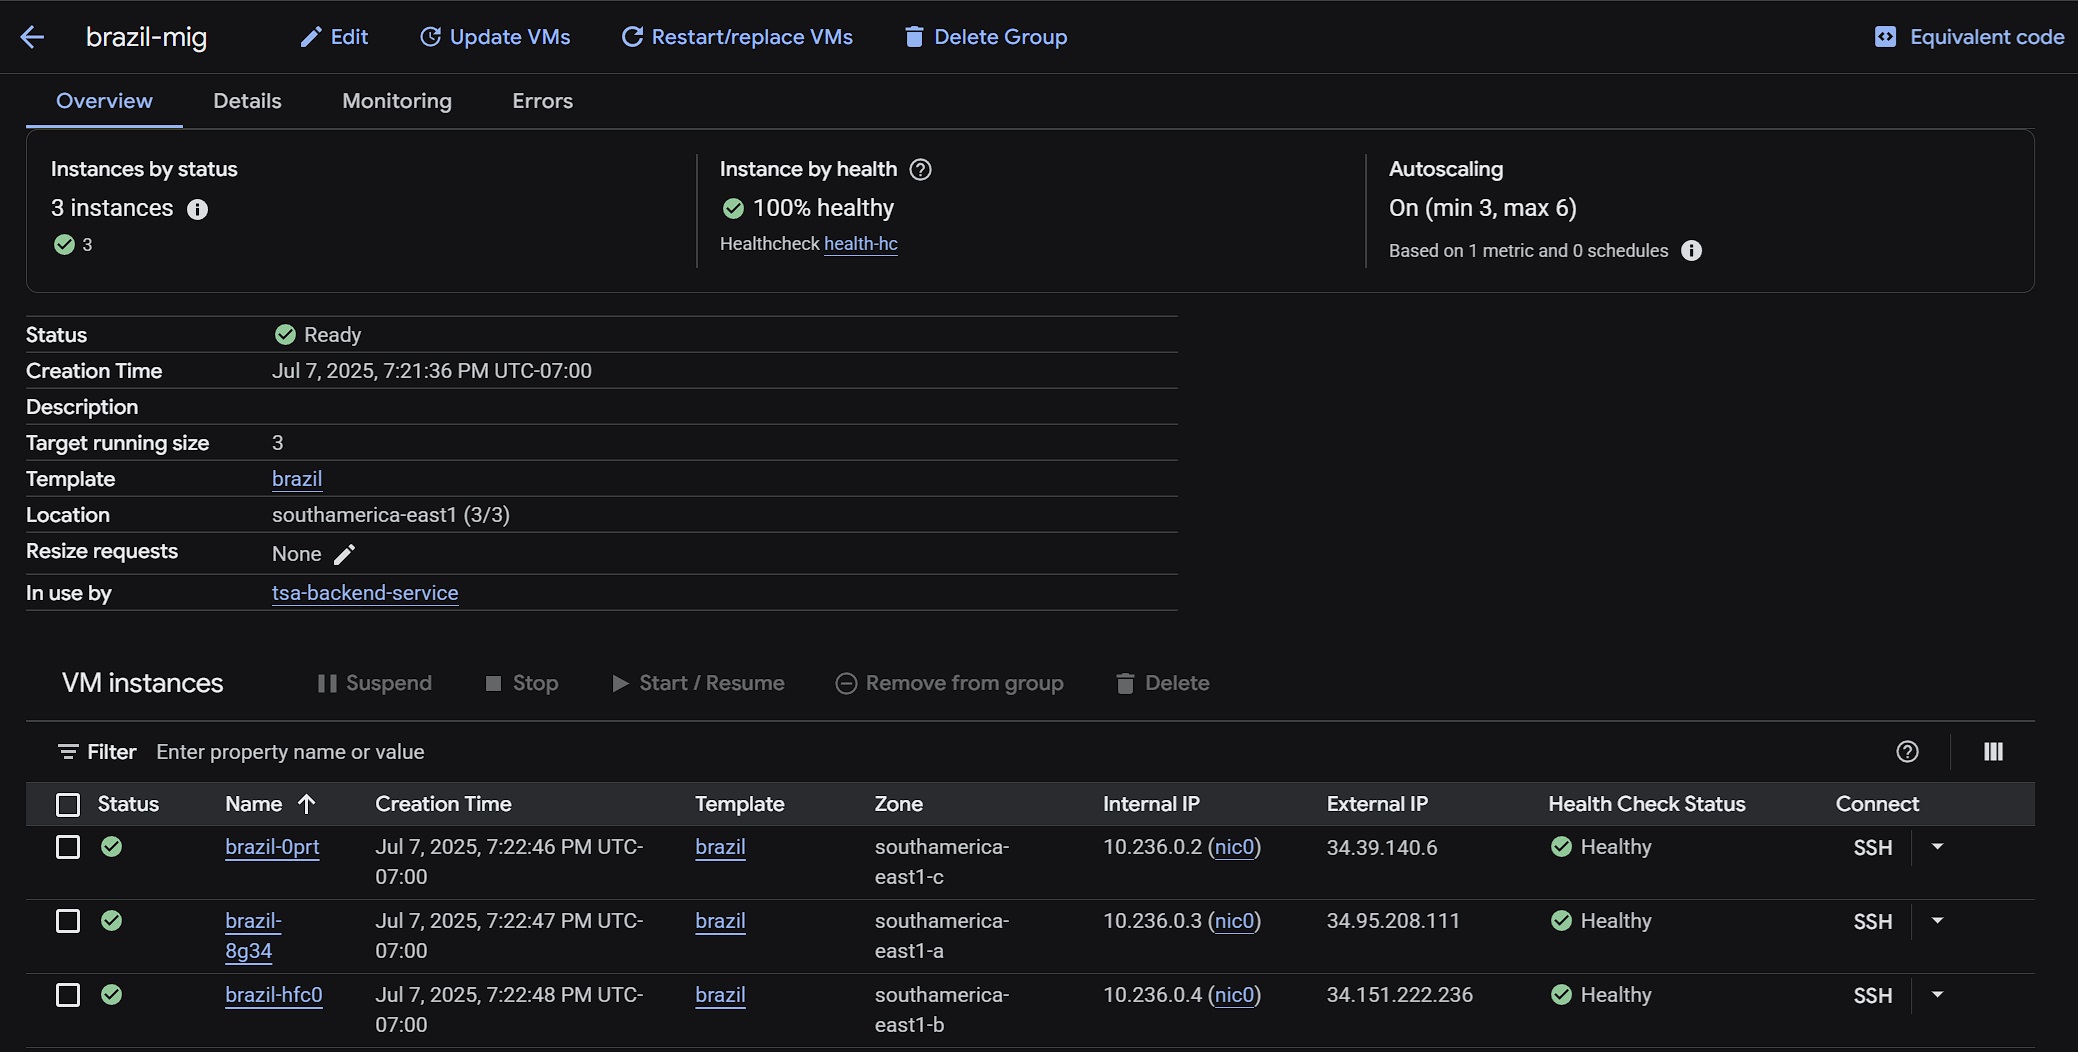 brazil-mig Edit Update VMs Restart/replace VMs Delete Group Equivalent code
Overview Details Monitoring Errors
Instances by status
3 instances
3
Instance by health
100% healthy
Healthcheck health-hc
Autoscaling
On (min 3, max 6)
Based on 1 metric and 0 schedules
Status Ready
Creation Time Jul 7, 2025, 7:21:36 PM UTC-07:00
Description
Target running size 3
Template brazil
Location southamerica-east1 (3/3)
Resize requests None
In use by tsa-backend-service
VM instances Suspend Stop Start / Resume Remove from group Delete
Filter Enter property name or value
Status Name Creation Time Template Zone Internal IP External IP Health Check Status Connect
brazil-0prt Jul 7, 2025, 7:22:46 PM UTC- brazil southamerica- 10.236.0.2 (nic0) 34.39.140.6 Healthy SSH
07:00 east1-c
brazil- Jul 7, 2025, 7:22:47 PM UTC- brazil southamerica- 10.236.0.3 (nic0) 34.95.208.111 Healthy SSH
8g34 07:00 east1-a
brazil-hfc0 Jul 7, 2025, 7:22:48 PM UTC- brazil southamerica- 10.236.0.4 (nic0) 34.151.222.236 Healthy SSH
07:00 east1-b